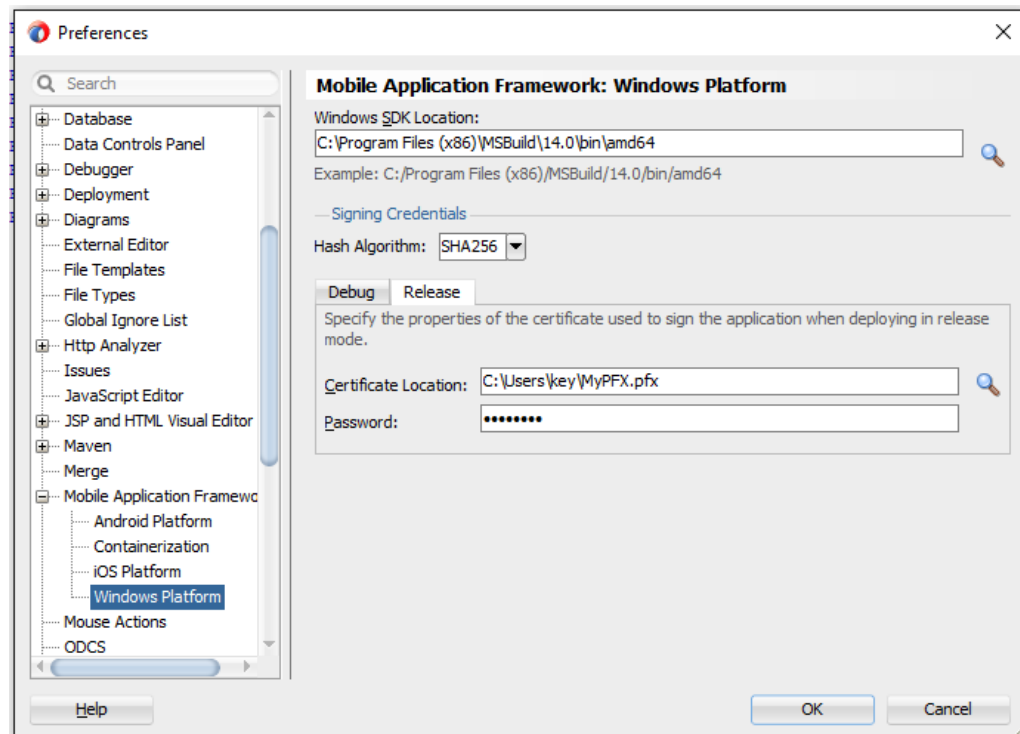 Preferences
Search
Database
Data Controls Panel
Debugger
Deployment
Diagrams
External Editor
File Templates
File Types
Global Ignore List
Http Analyzer
Issues
JavaScript Editor
JSP and HTML Visual Editor
Maven
Merge
Mobile Application Framewo
Android Platform
Containerization
iOS Platform
Windows Platform
Mouse Actions
ODCS
Mobile Application Framework: Windows Platform
Windows SDK Location:
C:\Program Files (x86)\MSBuild\14.0\bin\amd64
Example: C:/Program Files (x86)/MSBuild/14.0/bin/amd64
Signing Credentials
Hash Algorithm: SHA256
Debug Release
Specify the properties of the certificate used to sign the application when deploying in release
mode.
Certificate Location: C:\Users\key\MyPFX.pfx
Password: ••••••••
Help OK Cancel